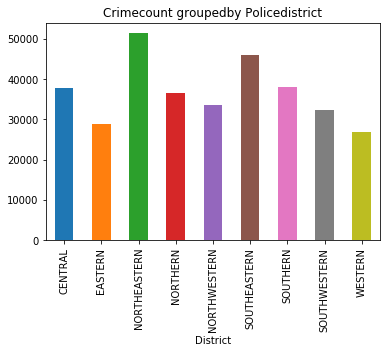 Crimecount groupedby Policedistrict
50000
40000
30000
20000
10000
0
CENTRAL
EASTERN
NORTHEASTERN
NORTHERN
NORTHWESTERN
SOUTHEASTERN
SOUTHERN
SOUTHWESTERN
WESTERN
District